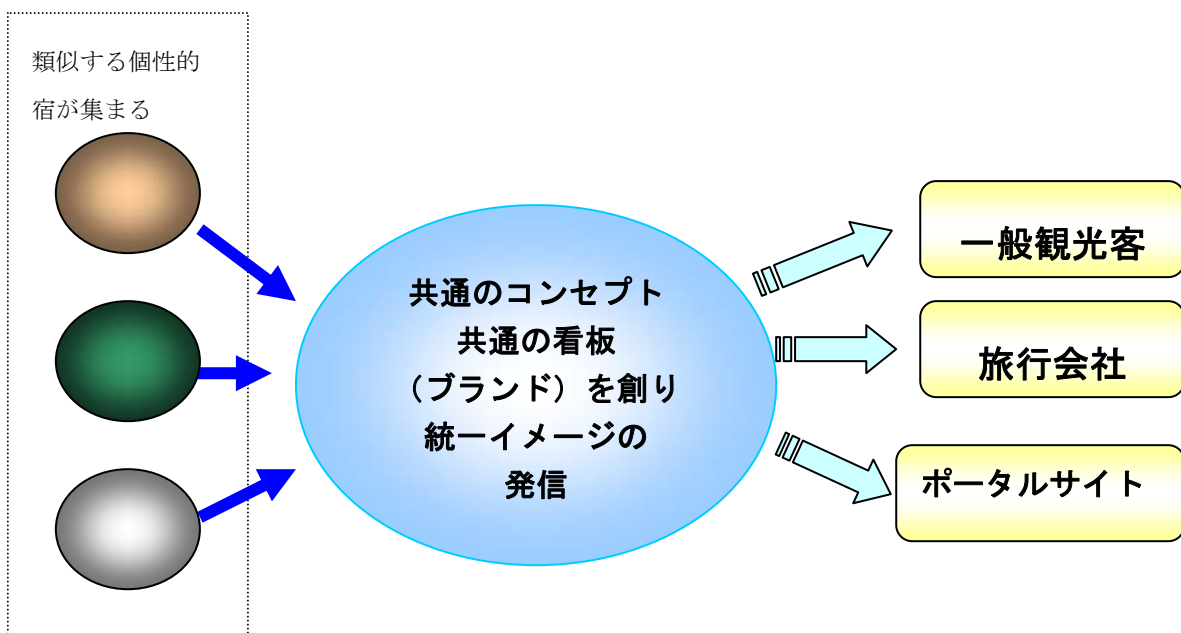 類似する個性的
宿が集まる
共通のコンセプト
共通の看板
（ブランド）を創り
統一イメージの
発信
一般観光客
旅行会社
ポータルサイト